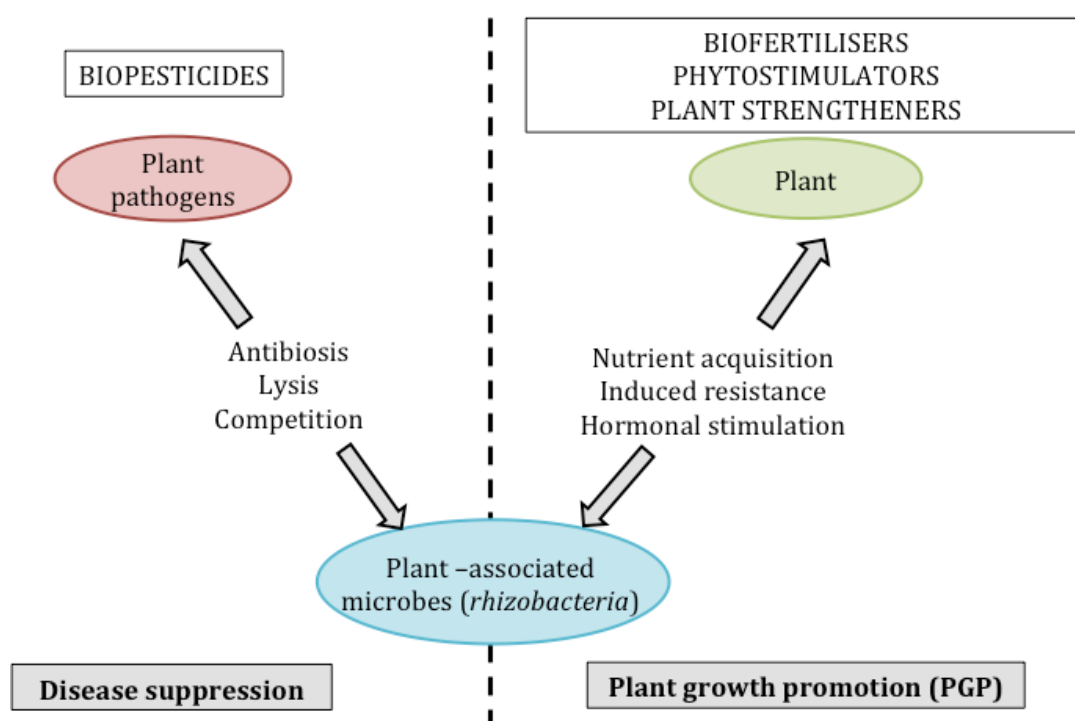 BIOPESTICIDES
Plant
pathogens
Antibiosis
Lysis
Competition
BIOFERTILISERS
PHYTOSTIMULATORS
PLANT STRENGTHENERS
Plant
Nutrient acquisition
Induced resistance
Hormonal stimulation
Plant –associated
microbes (rhizobacteria)
Disease suppression
Plant growth promotion (PGP)